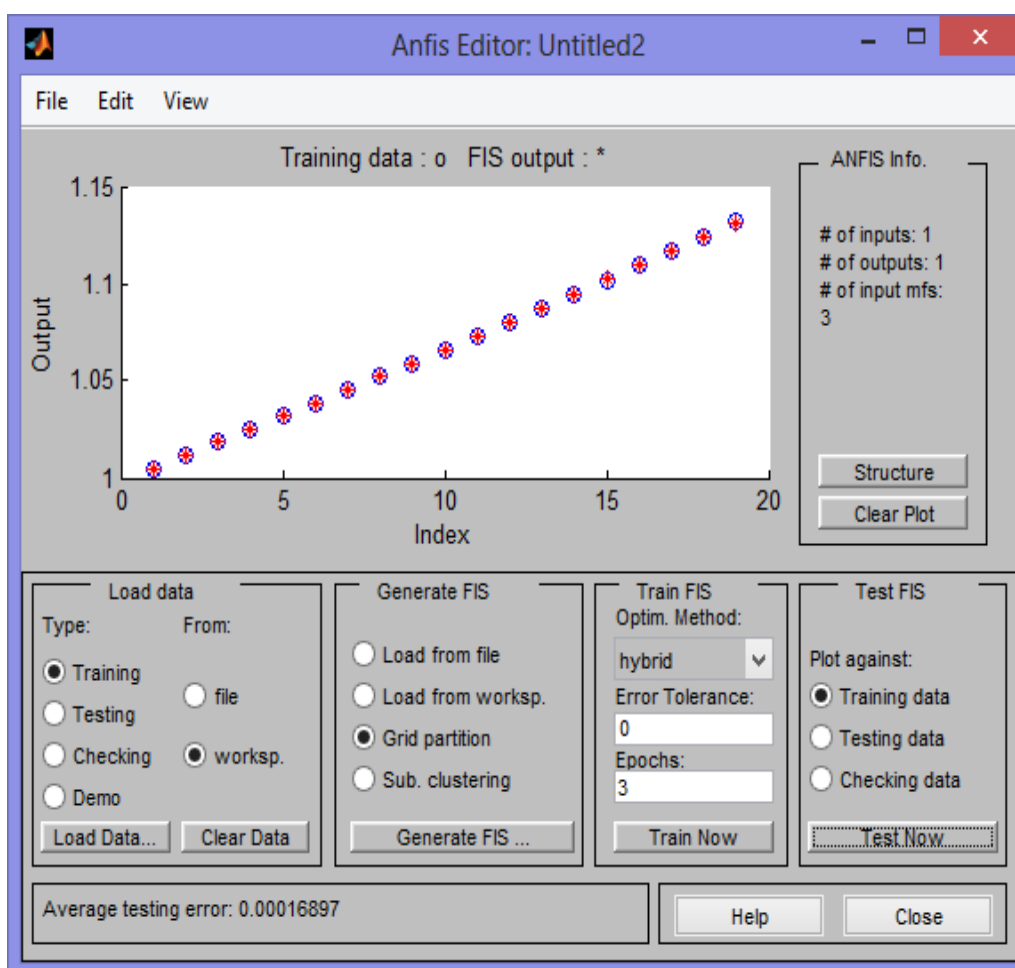 Anfis Editor: Untitled2
File Edit View
Training data : o FIS output : *
1.15
1.1
1.05
1
Output
0 5 10 15 20
Index
ANFIS Info.
# of inputs: 1
# of outputs: 1
# of input mfs:
3
Structure
Clear Plot
Load data
Type: From:
Training
Testing
Checking
Demo
file
worksp.
Load Data... Clear Data
Generate FIS
Load from file
Load from worksp.
Grid partition
Sub. clustering
Generate FIS ...
Train FIS
Optim. Method:
hybrid
Error Tolerance:
0
Epochs:
3
Train Now
Test FIS
Plot against:
Training data
Testing data
Checking data
Test Now
Average testing error: 0.00016897
Help Close